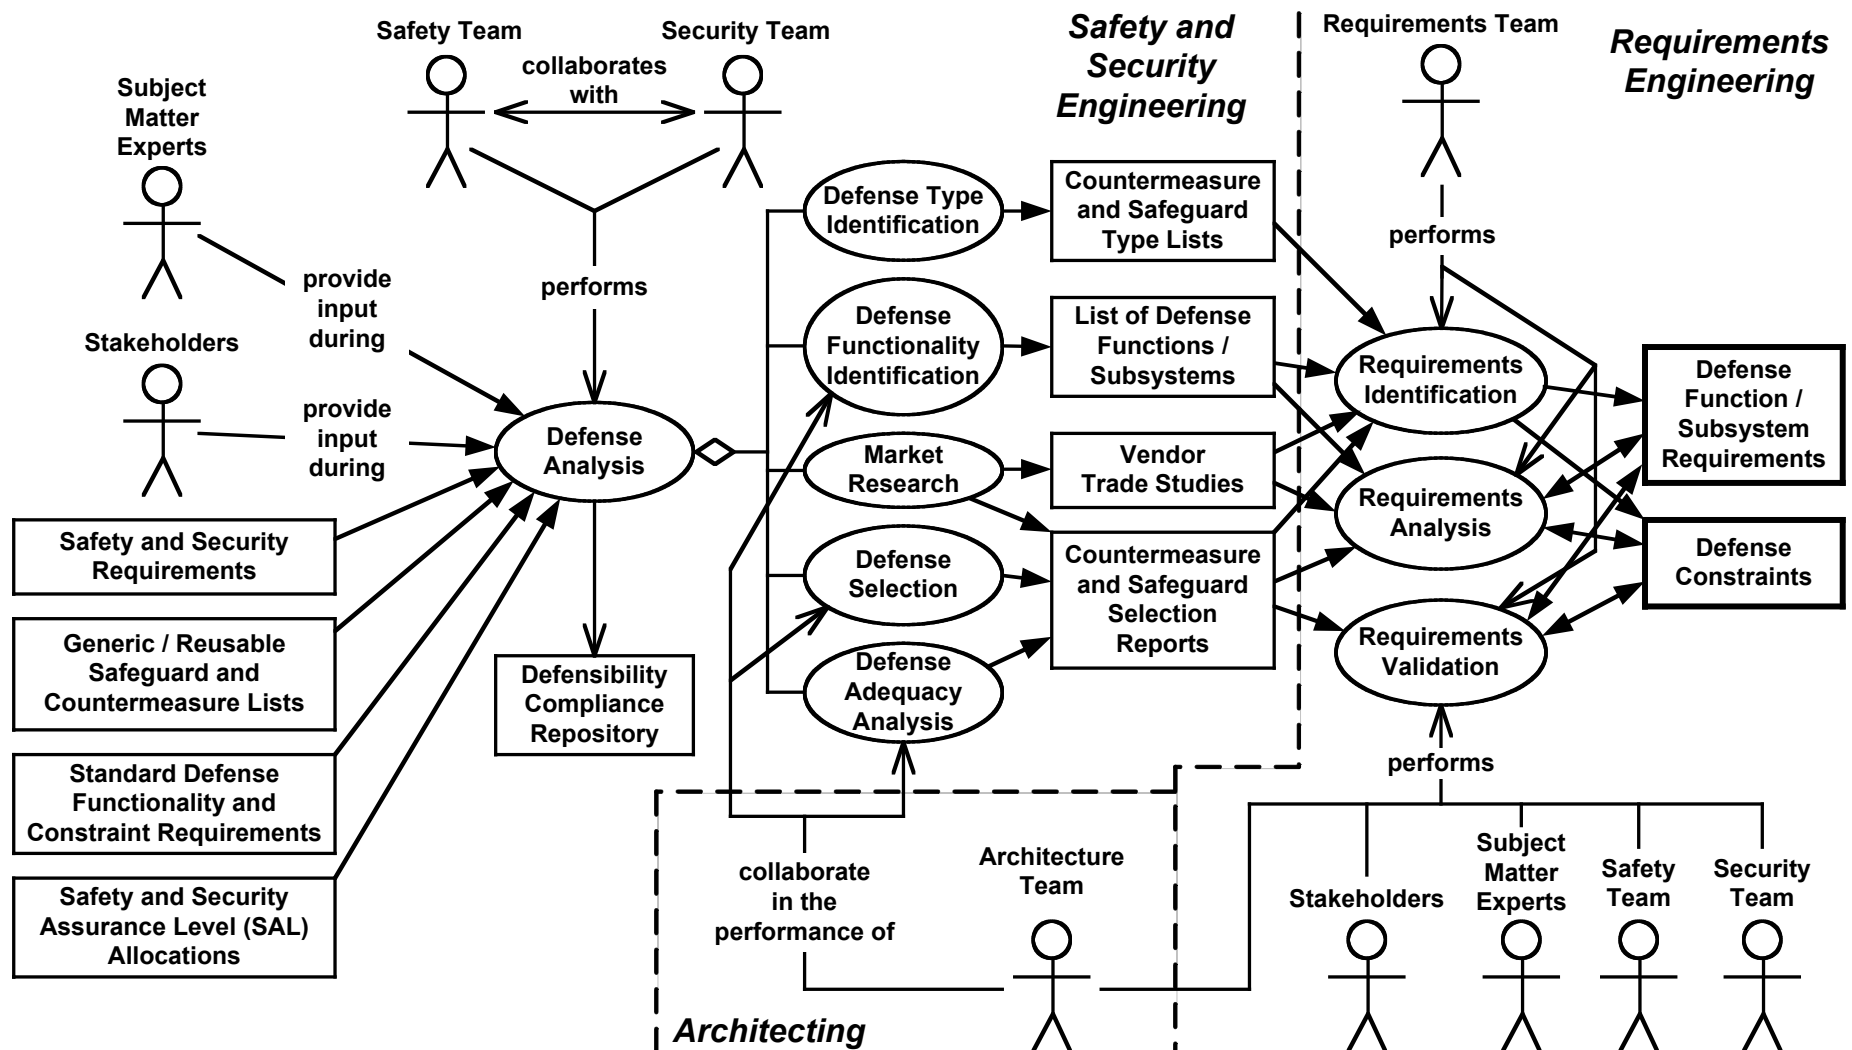 Safety Team
Security Team
collaborates
with
Safety and
Security
Engineering
Requirements Team
Requirements
Engineering
Subject
Matter
Experts
Stakeholders
provide
input
during
provide
input
during
performs
performs
Defense
Analysis
Safety and Security
Requirements
Generic / Reusable
Safeguard and
Countermeasure Lists
Standard Defense
Functionality and
Constraint Requirements
Safety and Security
Assurance Level (SAL)
Allocations
Defensibility
Compliance
Repository
Defense Type
Identification
Defense
Functionality
Identification
Market
Research
Defense
Selection
Defense
Adequacy
Analysis
Countermeasure
and Safeguard
Type Lists
List of Defense
Functions /
Subsystems
Vendor
Trade Studies
Countermeasure
and Safeguard
Selection
Reports
Requirements
Identification
Requirements
Analysis
Requirements
Validation
Defense
Function /
Subsystem
Requirements
Defense
Constraints
performs
collaborate
in the
performance of
Architecture
Team
Architecting
Stakeholders
Subject
Matter
Experts
Safety
Team
Security
Team